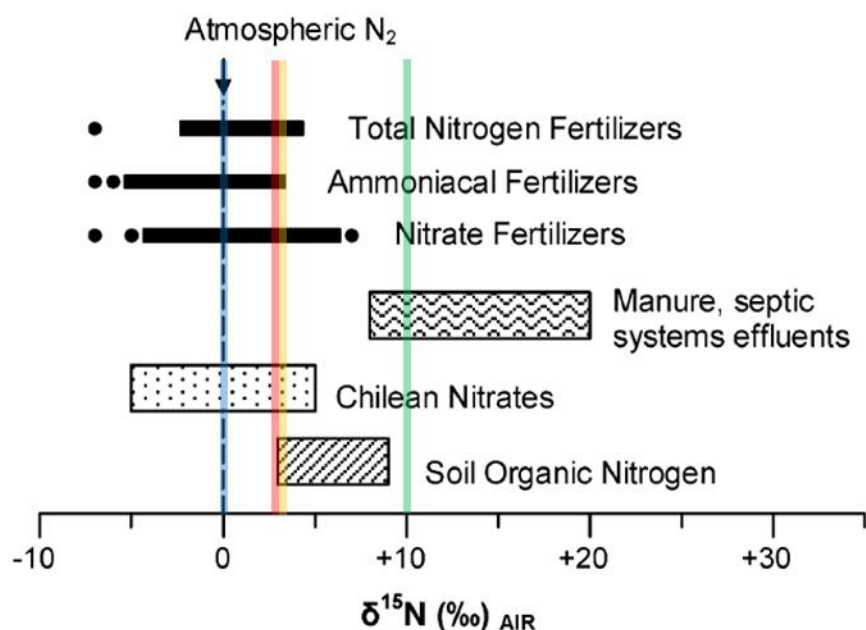 Atmospheric N₂
Total Nitrogen Fertilizers
Ammoniacal Fertilizers
Nitrate Fertilizers
Manure, septic
systems effluents
Chilean Nitrates
Soil Organic Nitrogen
-10 0 +10 +20 +30
δ¹⁵N (‰) AIR